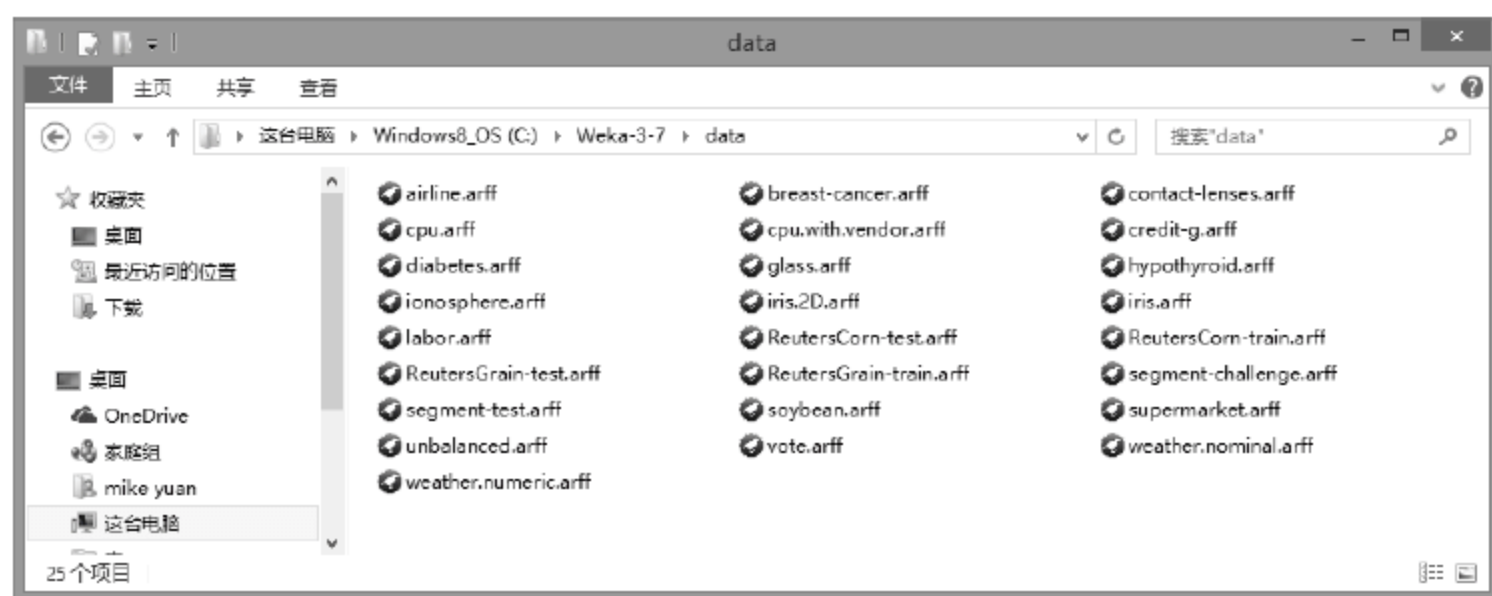 data
文件 主页 共享 查看
这台电脑 Windows8_OS (C:) Weka-3-7 data 搜索"data"
收藏夹
桌面
最近访问的位置
下载
桌面
OneDrive
家庭组
mike yuan
这台电脑
airline.arff breast-cancer.arff contact-lenses.arff
cpu.arff cpu.with.vendor.arff credit-g.arff
diabetes.arff glass.arff hypothyroid.arff
ionosphere.arff iris.2D.arff iris.arff
labor.arff ReutersCorn-test.arff ReutersCorn-train.arff
ReutersGrain-test.arff ReutersGrain-train.arff segment-challenge.arff
segment-test.arff soybean.arff supermarket.arff
unbalanced.arff vote.arff weather.nominal.arff
weather.numeric.arff
25 个项目